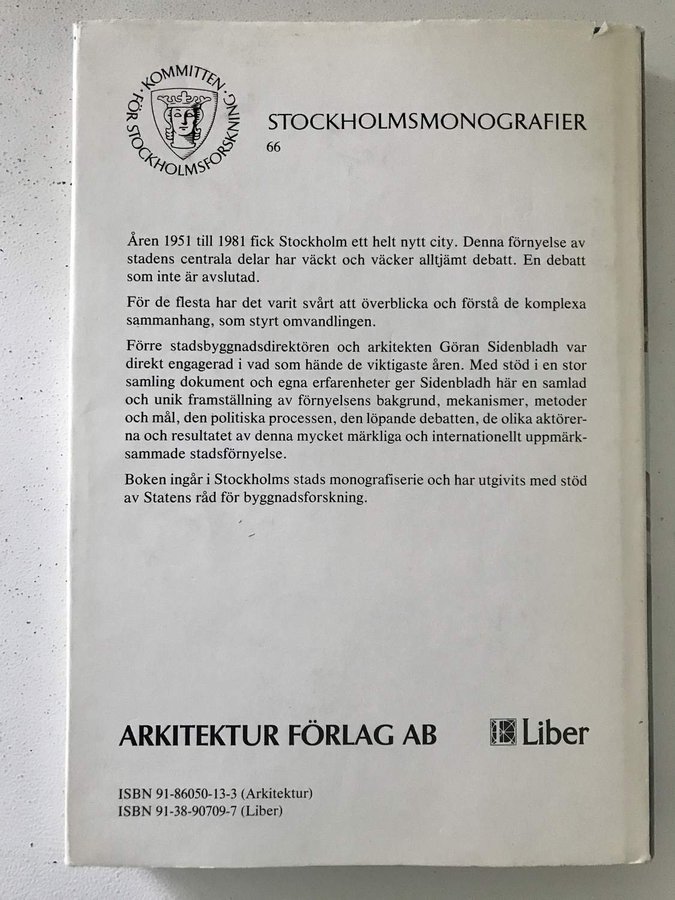 · KOMMITTEN ·
FÖR STOCKHOLMSFORSKNING
STOCKHOLMSMONOGRAFIER
66
Åren 1951 till 1981 fick Stockholm ett helt nytt city. Denna förnyelse av
stadens centrala delar har väckt och väcker alltjämt debatt. En debatt
som inte är avslutad.
För de flesta har det varit svårt att överblicka och förstå de komplexa
sammanhang, som styrt omvandlingen.
Förre stadsbyggnadsdirektören och arkitekten Göran Sidenbladh var
direkt engagerad i vad som hände de viktigaste åren. Med stöd i en stor
samling dokument och egna erfarenheter ger Sidenbladh här en samlad
och unik framställning av förnyelsens bakgrund, mekanismer, metoder
och mål, den politiska processen, den löpande debatten, de olika aktörer-
na och resultatet av denna mycket märkliga och internationellt uppmärk-
sammade stadsförnyelse.
Boken ingår i Stockholms stads monografiserie och har utgivits med stöd
av Statens råd för byggnadsforskning.
ARKITEKTUR FÖRLAG AB
Liber
ISBN 91-86050-13-3 (Arkitektur)
ISBN 91-38-90709-7 (Liber)